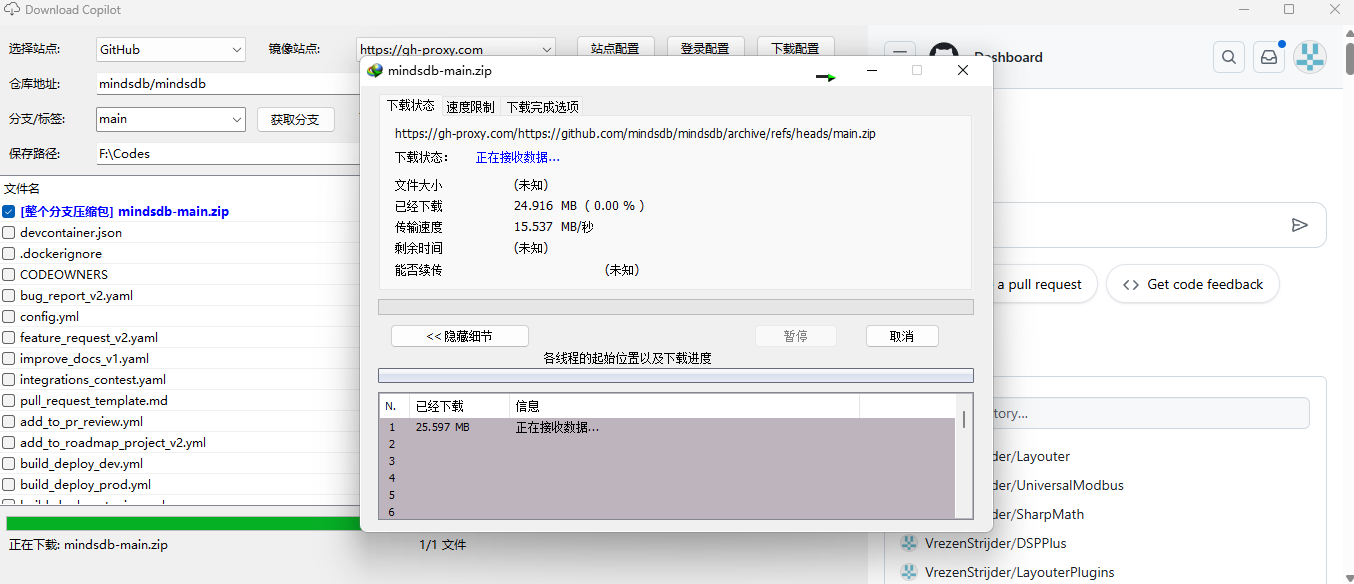 Download Copilot
选择站点: GitHub 镜像站点: https://gh-proxy.com 站点配置 登录配置 下载配置
仓库地址: mindsdb/mindsdb
分支/标签: main 获取分支
保存路径: F:\Codes
文件名
[整个分支压缩包] mindsdb-main.zip
devcontainer.json
.dockerignore
CODEOWNERS
bug_report_v2.yaml
config.yml
feature_request_v2.yaml
improve_docs_v1.yaml
integrations_contest.yaml
pull_request_template.md
add_to_pr_review.yml
add_to_roadmap_project_v2.yml
build_deploy_dev.yml
build_deploy_prod.yml
正在下载: mindsdb-main.zip 1/1 文件
mindsdb-main.zip
下载状态 速度限制 下载完成选项
https://gh-proxy.com/https://github.com/mindsdb/mindsdb/archive/refs/heads/main.zip
下载状态: 正在接收数据...
文件大小 (未知)
已经下载 24.916 MB ( 0.00 % )
传输速度 15.537 MB/秒
剩余时间 (未知)
能否续传 (未知)
<< 隐藏细节 暂停 取消
各线程的起始位置以及下载进度
N. 已经下载 信息
1 25.597 MB 正在接收数据...
2
3
4
5
6
Dashboard
a pull request
Get code feedback
tory...
der/Layouter
der/UniversalModbus
der/SharpMath
VrezenStrijder/DSPPlus
VrezenStrijder/LayouterPlugins